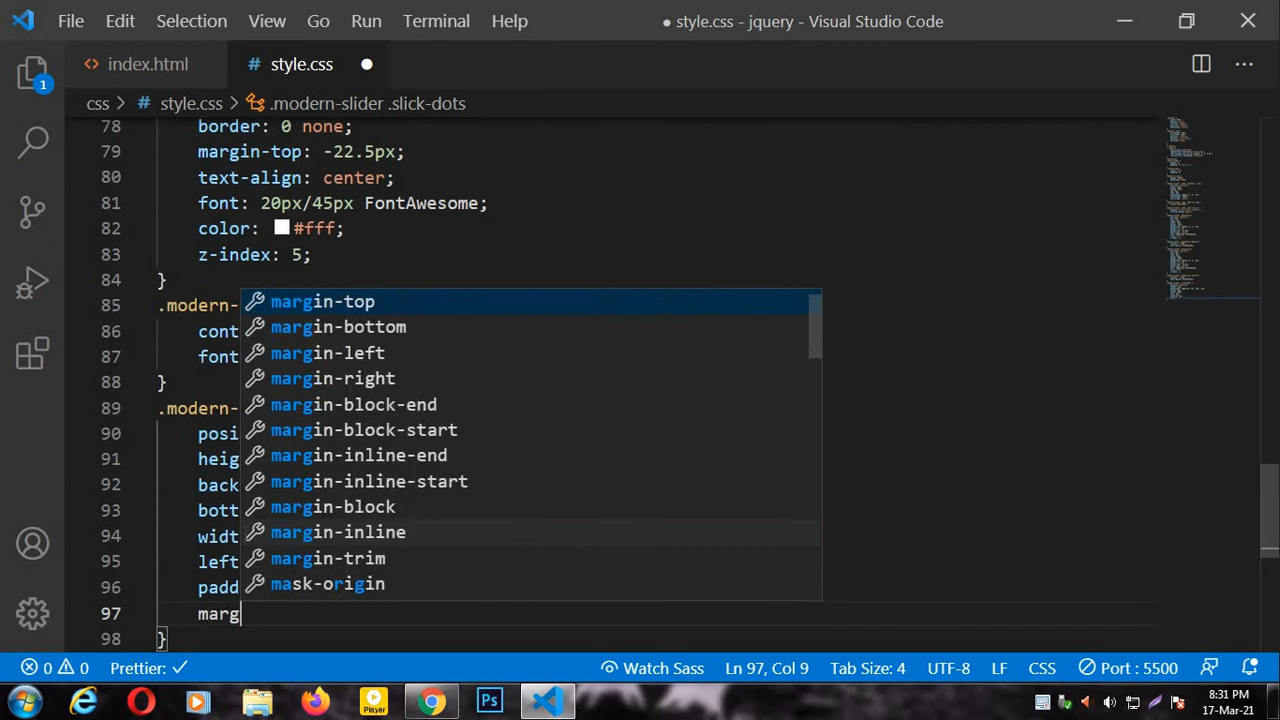 File Edit Selection View Go Run Terminal Help
● style.css - jquery - Visual Studio Code
index.html
# style.css
css > # style.css > .modern-slider .slick-dots
78 border: 0 none;
79 margin-top: -22.5px;
80 text-align: center;
81 font: 20px/45px FontAwesome;
82 color: #fff;
83 z-index: 5;
84 }
85 .modern-
86 cont
87 font
88 }
89 .modern-
90 posi
91 heig
92 back
93 bott
94 widt
95 left
96 padd
97 marg
98 }
margin-top
margin-bottom
margin-left
margin-right
margin-block-end
margin-block-start
margin-inline-end
margin-inline-start
margin-block
margin-inline
margin-trim
mask-origin
1
0 0 Prettier: ✓ Watch Sass Ln 97, Col 9 Tab Size: 4 UTF-8 LF CSS Port : 5500
Player
Ps
8:31 PM
17-Mar-21